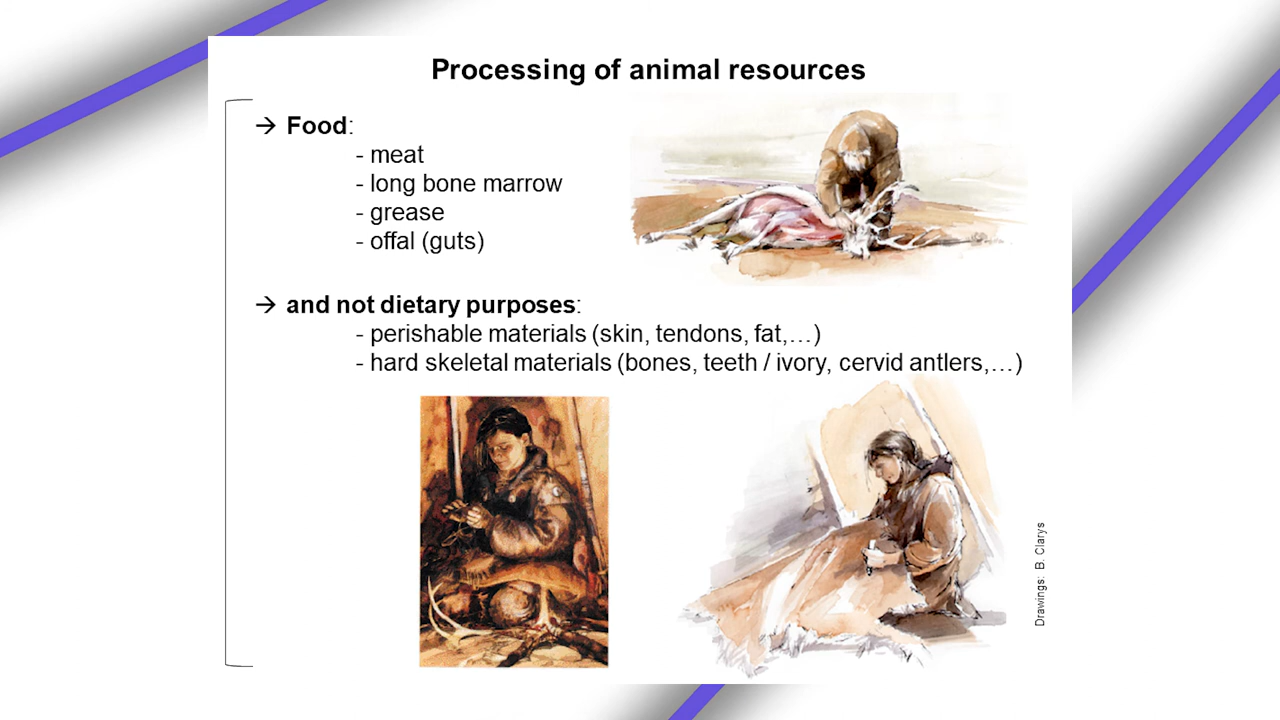 Processing of animal resources
→ Food:
- meat
- long bone marrow
- grease
- offal (guts)
→ and not dietary purposes:
- perishable materials (skin, tendons, fat,…)
- hard skeletal materials (bones, teeth / ivory, cervid antlers,…)
Drawings: B. Clarys